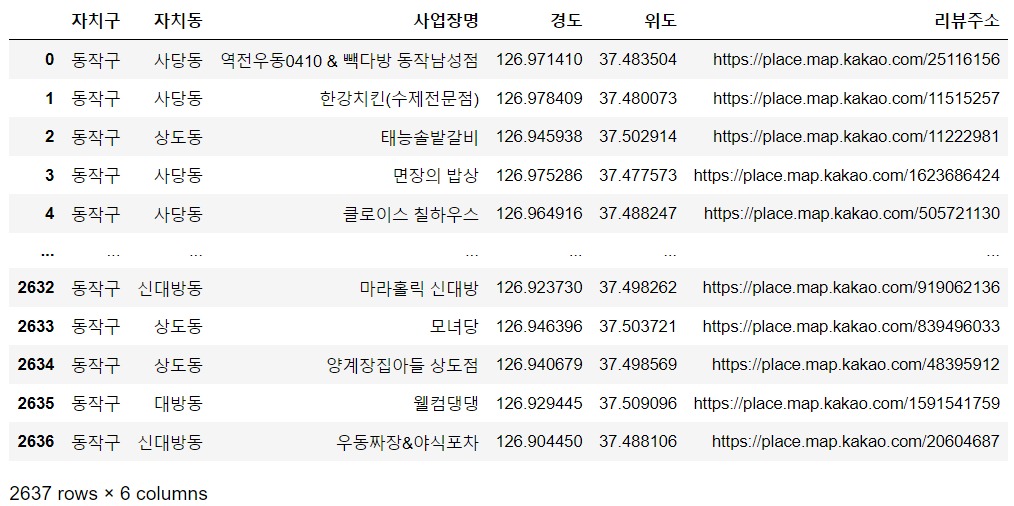 자치구 자치동 사업장명 경도 위도 리뷰주소
0 동작구 사당동 역전우동0410 & 빽다방 동작남성점 126.971410 37.483504 https://place.map.kakao.com/25116156
1 동작구 사당동 한강치킨(수제전문점) 126.978409 37.480073 https://place.map.kakao.com/11515257
2 동작구 상도동 태능솔밭갈비 126.945938 37.502914 https://place.map.kakao.com/11222981
3 동작구 사당동 면장의 밥상 126.975286 37.477573 https://place.map.kakao.com/1623686424
4 동작구 사당동 클로이스 칠하우스 126.964916 37.488247 https://place.map.kakao.com/505721130
... ... ... ... ... ... ...
2632 동작구 신대방동 마라홀릭 신대방 126.923730 37.498262 https://place.map.kakao.com/919062136
2633 동작구 상도동 모녀당 126.946396 37.503721 https://place.map.kakao.com/839496033
2634 동작구 상도동 양계장집아들 상도점 126.940679 37.498569 https://place.map.kakao.com/48395912
2635 동작구 대방동 웰컴댕댕 126.929445 37.509096 https://place.map.kakao.com/1591541759
2636 동작구 신대방동 우동짜장&야식포차 126.904450 37.488106 https://place.map.kakao.com/20604687
2637 rows × 6 columns